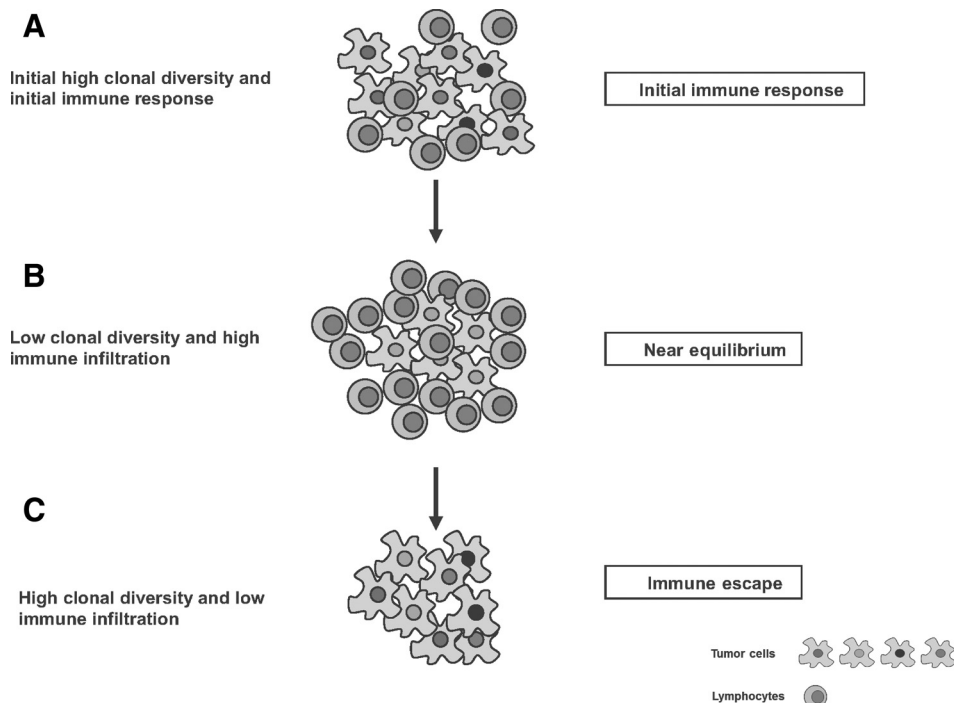 A
Initial high clonal diversity and
initial immune response
Initial immune response
B
Low clonal diversity and high
immune infiltration
Near equilibrium
C
High clonal diversity and low
immune infiltration
Immune escape
Tumor cells
Lymphocytes